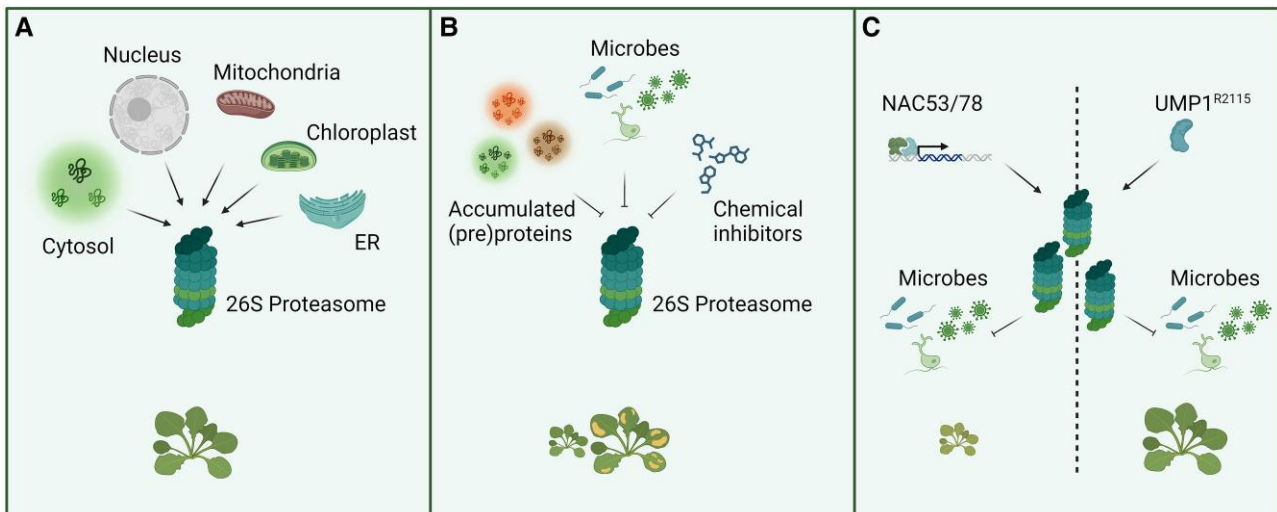 A
Nucleus
Mitochondria
Chloroplast
Cytosol
ER
26S Proteasome
B
Microbes
Accumulated
(pre)proteins
Chemical
inhibitors
26S Proteasome
C
NAC53/78
UMP1R2115
Microbes
Microbes